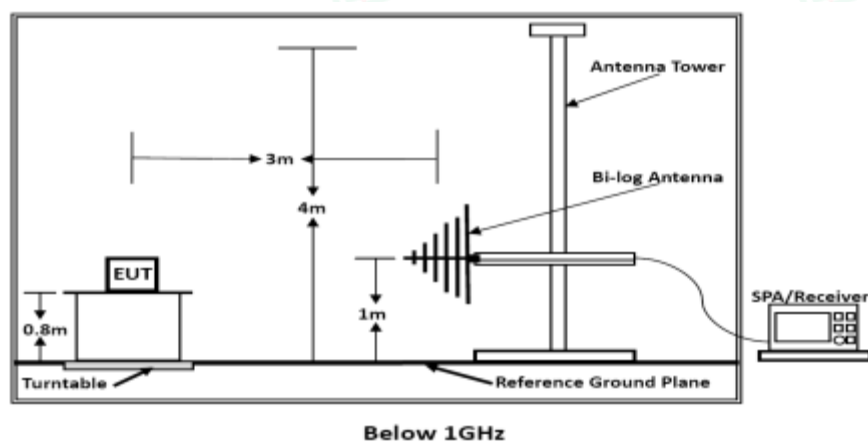 Antenna Tower
3m
Bi-log Antenna
4m
EUT
0.8m
1m
SPA/Receiver
Turntable
Reference Ground Plane
Below 1GHz